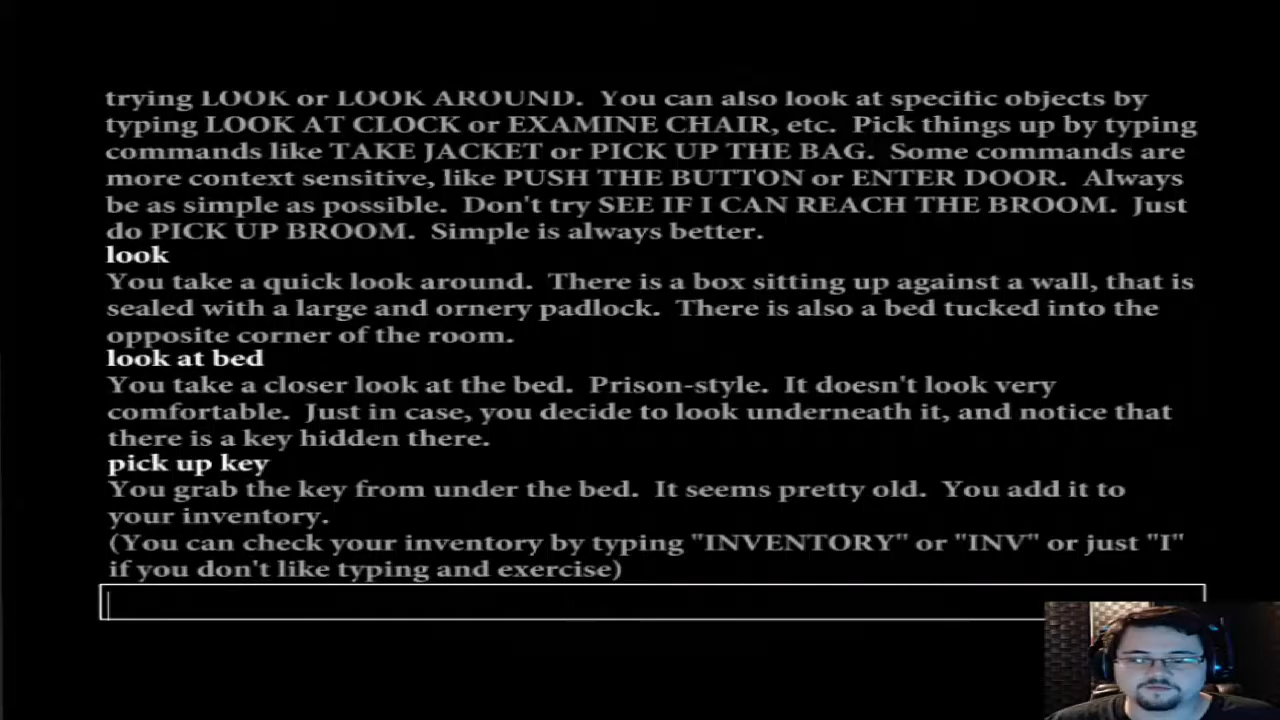 trying LOOK or LOOK AROUND. You can also look at specific objects by
typing LOOK AT CLOCK or EXAMINE CHAIR, etc. Pick things up by typing
commands like TAKE JACKET or PICK UP THE BAG. Some commands are
more context sensitive, like PUSH THE BUTTON or ENTER DOOR. Always
be as simple as possible. Don't try SEE IF I CAN REACH THE BROOM. Just
do PICK UP BROOM. Simple is always better.
look
You take a quick look around. There is a box sitting up against a wall, that is
sealed with a large and ornery padlock. There is also a bed tucked into the
opposite corner of the room.
look at bed
You take a closer look at the bed. Prison-style. It doesn't look very
comfortable. Just in case, you decide to look underneath it, and notice that
there is a key hidden there.
pick up key
You grab the key from under the bed. It seems pretty old. You add it to
your inventory.
(You can check your inventory by typing "INVENTORY" or "INV" or just "I"
if you don't like typing and exercise)